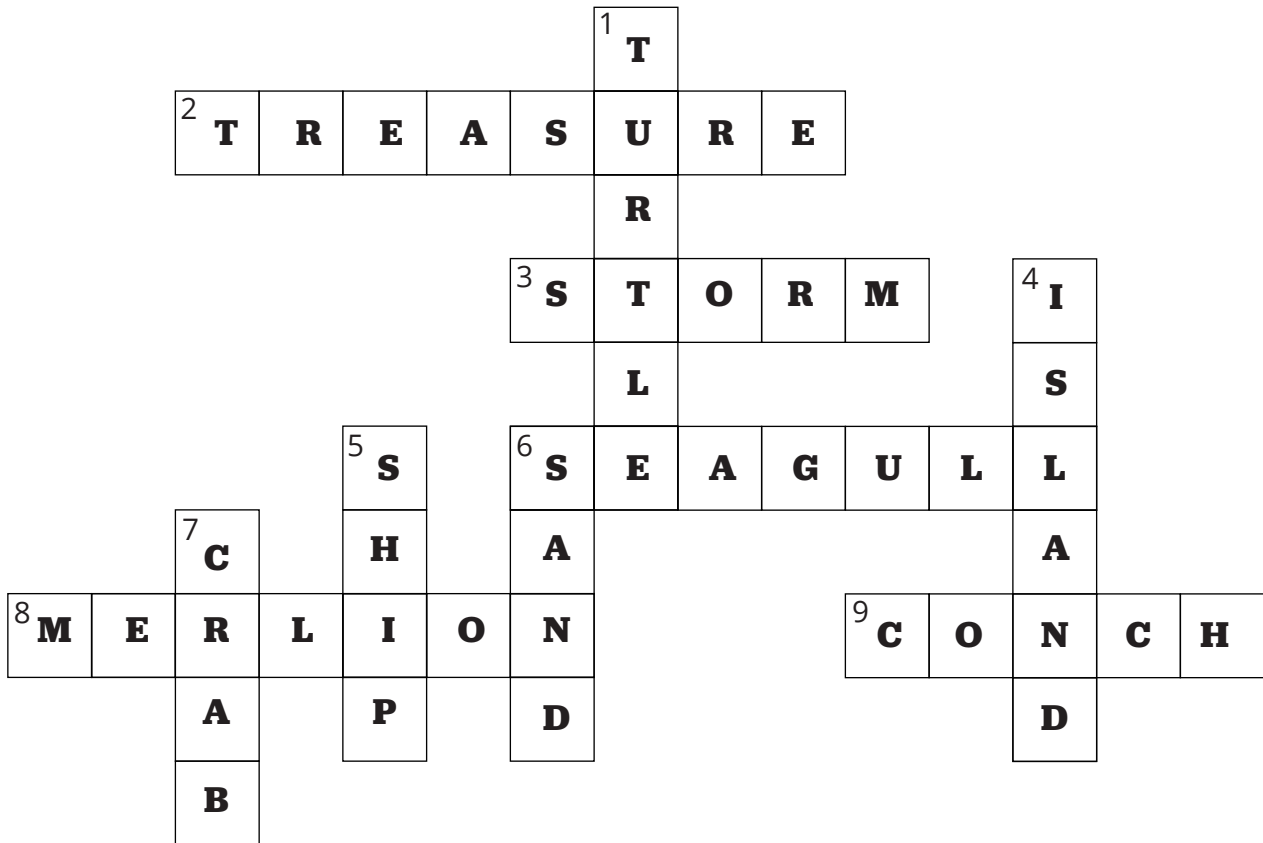 1 T
2 T R E A S U R E
R
3 S T O R M 4 I
L S
5 S 6 S E A G U L L
7 C H A A
8 M E R L I O N 9 C O N C H
A P D D
B